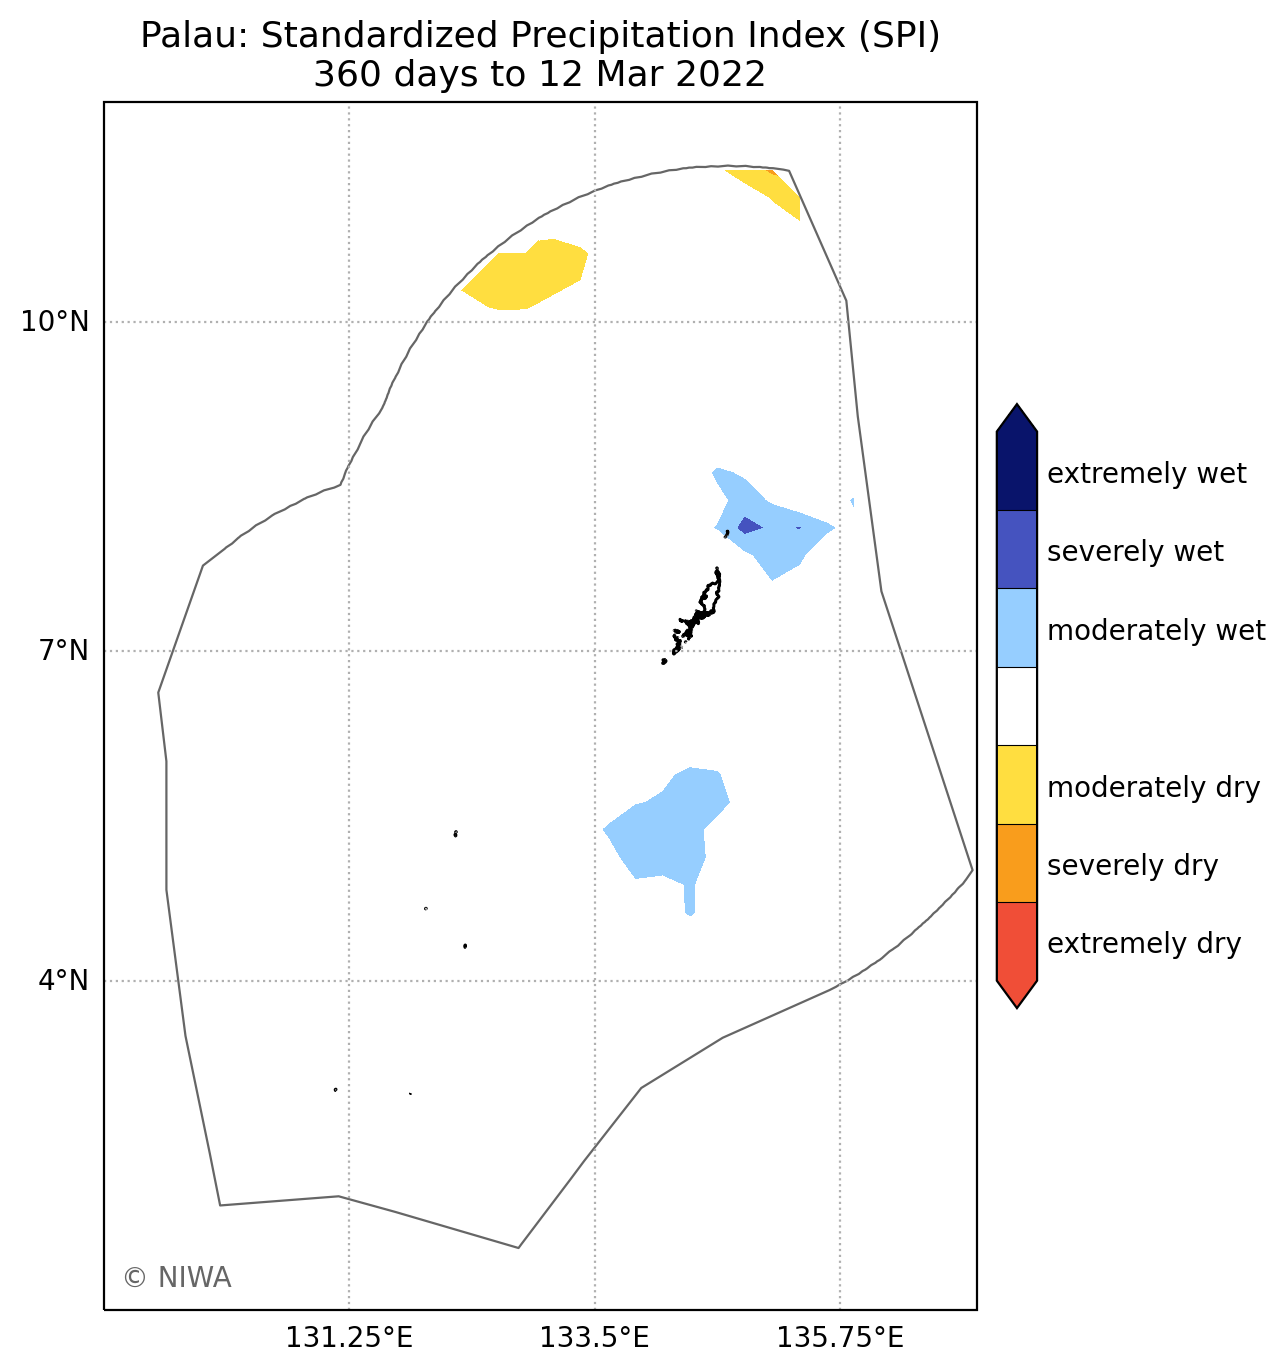 Palau: Standardized Precipitation Index (SPI)
360 days to 12 Mar 2022
10°N
7°N
4°N
131.25°E
133.5°E
135.75°E
extremely wet
severely wet
moderately wet
moderately dry
severely dry
extremely dry
© NIWA